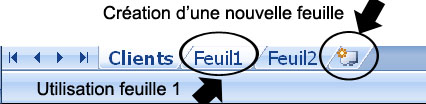 Création d'une nouvelle feuille
Clients Feuil1 Feuil2
Utilisation feuille 1